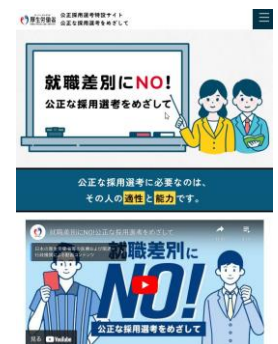 厚生労働省
公正採用選考特設サイト
公正な採用選考をめざして
就職差別にNO!
公正な採用選考をめざして
公正な採用選考に必要なのは、
その人の適性と能力です。
就職差別にNO!公正な採用選考をめざして
就職差別に
NO!
公正な採用選考をめざして
見る YouTube